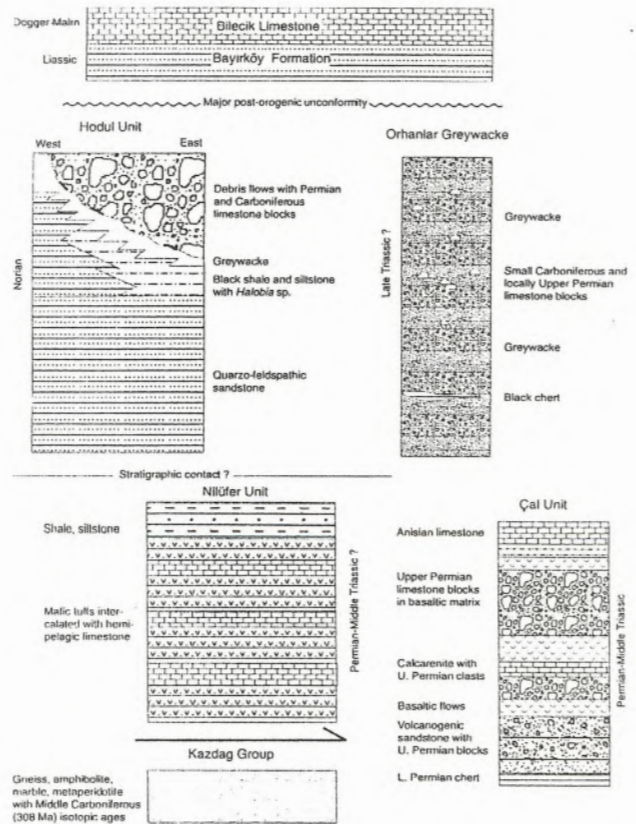 Dogger-Malm
Bilecik Limestone
Liassic
Bayırköy Formation
Major post-orogenic unconformity
Hodul Unit
West
East
Norian
Debris flows with Permian
and Carboniferous
limestone blocks
Greywacke
Black shale and siltstone
with Halobia sp.
Quarzo-feldspathic
sandstone
Orhanlar Greywacke
Late Triassic ?
Greywacke
Small Carboniferous and
locally Upper Permian
limestone blocks
Greywacke
Black chert
Stratigraphic contact ?
Nilüfer Unit
Shale, siltstone
Mafic tuffs inter-
calated with hemi-
pelagic limestone
Permian-Middle Triassic ?
Kazdag Group
Gneiss, amphibolite,
marble, metaperidotite
with Middle Carboniferous
(308 Ma) isotopic ages
Çal Unit
Anisian limestone
Upper Permian
limestone blocks
in basaltic matrix
Calcarenite with
U. Permian clasts
Basaltic flows
Volcanogenic
sandstone with
U. Permian blocks
L. Permian chert
Permian-Middle Triassic